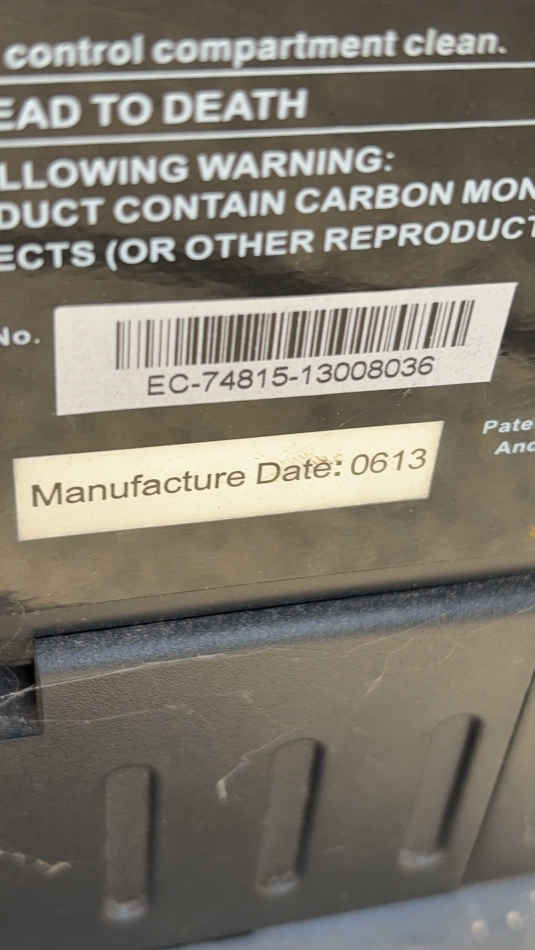 control compartment clean.
EAD TO DEATH
LLOWING WARNING:
DUCT CONTAIN CARBON MON
ECTS (OR OTHER REPRODUCT
No.
EC-74815-13008036
Pate
And
Manufacture Date: 0613